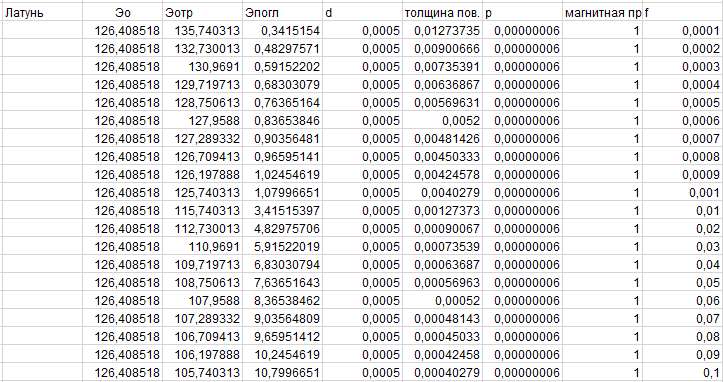 Латунь Эо Эотр Эпогл d толщина пов. p магнитная пр f
126,408518 135,740313 0,3415154 0,0005 0,01273735 0,00000006 1 0,0001
126,408518 132,730013 0,48297571 0,0005 0,00900666 0,00000006 1 0,0002
126,408518 130,9691 0,59152202 0,0005 0,00735391 0,00000006 1 0,0003
126,408518 129,719713 0,68303079 0,0005 0,00636867 0,00000006 1 0,0004
126,408518 128,750613 0,76365164 0,0005 0,00569631 0,00000006 1 0,0005
126,408518 127,9588 0,83653846 0,0005 0,0052 0,00000006 1 0,0006
126,408518 127,289332 0,90356481 0,0005 0,00481426 0,00000006 1 0,0007
126,408518 126,709413 0,96595141 0,0005 0,00450333 0,00000006 1 0,0008
126,408518 126,197888 1,02454619 0,0005 0,00424578 0,00000006 1 0,0009
126,408518 125,740313 1,07996651 0,0005 0,0040279 0,00000006 1 0,001
126,408518 115,740313 3,41515397 0,0005 0,00127373 0,00000006 1 0,01
126,408518 112,730013 4,82975706 0,0005 0,00090067 0,00000006 1 0,02
126,408518 110,9691 5,91522019 0,0005 0,00073539 0,00000006 1 0,03
126,408518 109,719713 6,83030794 0,0005 0,00063687 0,00000006 1 0,04
126,408518 108,750613 7,63651643 0,0005 0,00056963 0,00000006 1 0,05
126,408518 107,9588 8,36538462 0,0005 0,00052 0,00000006 1 0,06
126,408518 107,289332 9,03564809 0,0005 0,00048143 0,00000006 1 0,07
126,408518 106,709413 9,65951412 0,0005 0,00045033 0,00000006 1 0,08
126,408518 106,197888 10,2454619 0,0005 0,00042458 0,00000006 1 0,09
126,408518 105,740313 10,7996651 0,0005 0,00040279 0,00000006 1 0,1